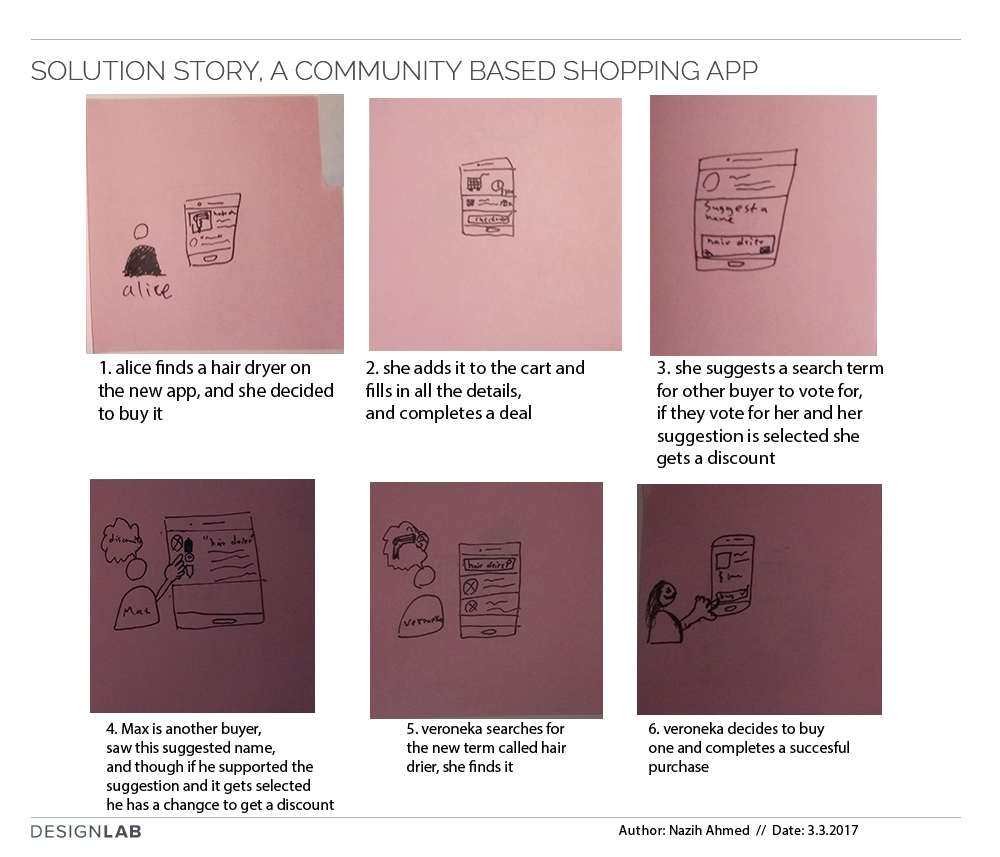 SOLUTION STORY, A COMMUNITY BASED SHOPPING APP
alice
1. alice finds a hair dryer on
the new app, and she decided
to buy it
2. she adds it to the cart and
fills in all the details,
and completes a deal
Suggest a
name
hair drier
3. she suggests a search term
for other buyer to vote for,
if they vote for her and her
suggestion is selected she
gets a discount
"hair drier"
Max
4. Max is another buyer,
saw this suggested name,
and though if he supported the
suggestion and it gets selected
he has a changce to get a discount
veroneka
5. veroneka searches for
the new term called hair
drier, she finds it
buy
6. veroneka decides to buy
one and completes a succesful
purchase
DESIGNLAB
Author: Nazih Ahmed // Date: 3.3.2017